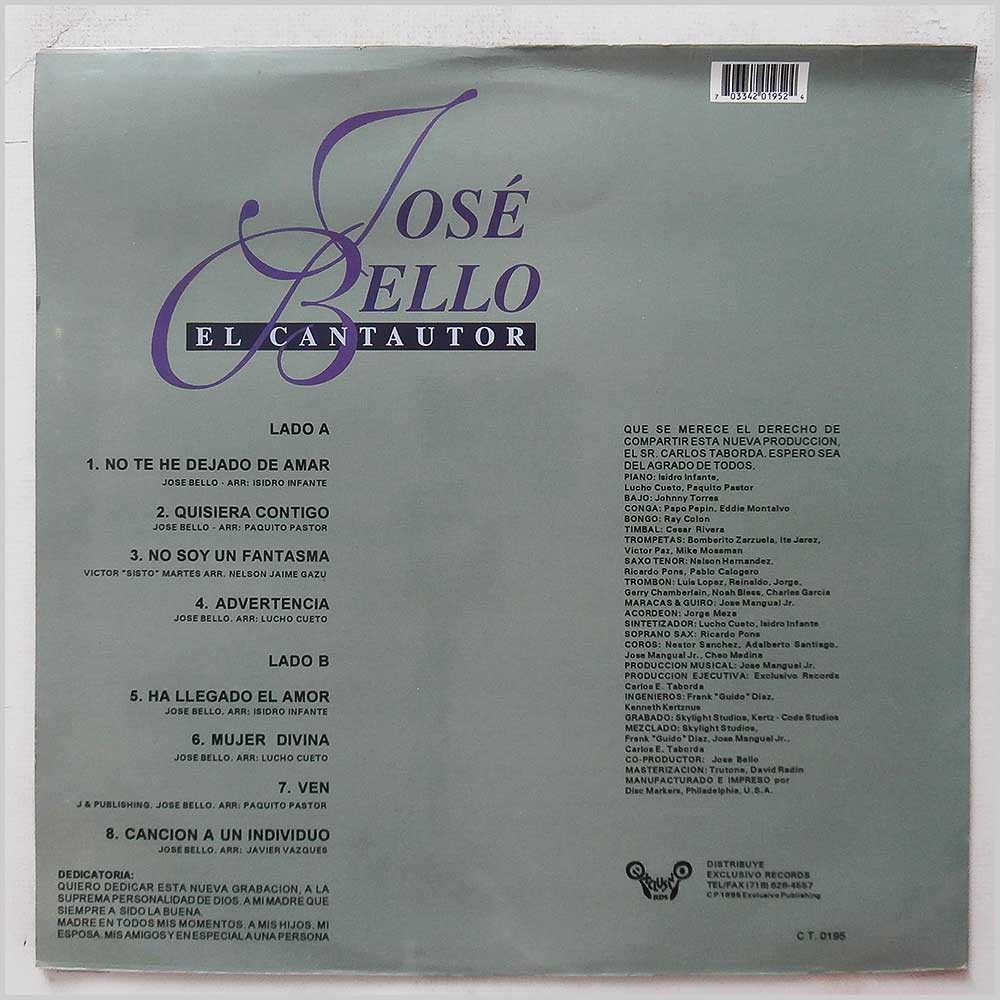 7 03342 01952 4
JOSÉ
BELLO
EL CANTAUTOR
LADO A
1. NO TE HE DEJADO DE AMAR
JOSE BELLO - ARR: ISIDRO INFANTE
2. QUISIERA CONTIGO
JOSE BELLO - ARR: PAQUITO PASTOR
3. NO SOY UN FANTASMA
VICTOR "SISTO" MARTES ARR. NELSON JAIME GAZU
4. ADVERTENCIA
JOSE BELLO. ARR: LUCHO CUETO
LADO B
5. HA LLEGADO EL AMOR
JOSE BELLO. ARR: ISIDRO INFANTE
6. MUJER DIVINA
JOSE BELLO. ARR: LUCHO CUETO
7. VEN
J & PUBLISHING. JOSE BELLO. ARR: PAQUITO PASTOR
8. CANCION A UN INDIVIDUO
JOSE BELLO. ARR: JAVIER VAZQUES
DEDICATORIA:
QUIERO DEDICAR ESTA NUEVA GRABACION, A LA
SUPREMA PERSONALIDAD DE DIOS. A MI MADRE QUE
SIEMPRE A SIDO LA BUENA.
MADRE EN TODOS MIS MOMENTOS. A MIS HIJOS. MI
ESPOSA. MIS AMIGOS Y EN ESPECIAL A UNA PERSONA
QUE SE MERECE EL DERECHO DE
COMPARTIR ESTA NUEVA PRODUCCION,
EL SR. CARLOS TABORDA. ESPERO SEA
DEL AGRADO DE TODOS.
PIANO: Isidro Infante,
Lucho Cueto, Paquito Pastor
BAJO: Johnny Torres
CONGA: Papo Pepin, Eddie Montalvo
BONGO: Ray Colon
TIMBAL: Cesar Rivera
TROMPETAS: Bomberito Zarzuela, Ite Jerez,
Victor Paz, Mike Mossman
SAXO TENOR: Nelson Hernandez,
Ricardo Pons, Pablo Calogero
TROMBON: Luis Lopez, Reinaldo, Jorge,
Gerry Chamberlain, Noah Bless, Charles Garcia
MARACAS & GUIRO: Jose Mangual Jr.
ACORDEON: Jorge Meza
SINTETIZADOR: Lucho Cueto, Isidro Infante
SOPRANO SAX: Ricardo Pons
COROS: Nestor Sanchez, Adalberto Santiago,
Jose Mangual Jr., Cheo Medina
PRODUCCION MUSICAL: Jose Mangual Jr.
PRODUCCION EJECUTIVA: Exclusivo Records
Carlos E. Taborda
INGENIEROS: Frank "Guido" Diaz,
Kenneth Kertznue
GRABADO: Skylight Studios, Kertz - Code Studios
MEZCLADO: Skylight Studios,
Frank "Guido" Diaz, Jose Mangual Jr.,
Carlos E. Taborda
CO-PRODUCTOR: Jose Bello
MASTERIZACION: Trutone, David Radin
MANUFACTURADO E IMPRESO por
Disc Markers, Philadelphia, U.S.A.
DISTRIBUYE
EXCLUSIVO RECORDS
TEL/FAX (718) 628-4557
C P 1995 Exclusivo Publishing
C T. 0195